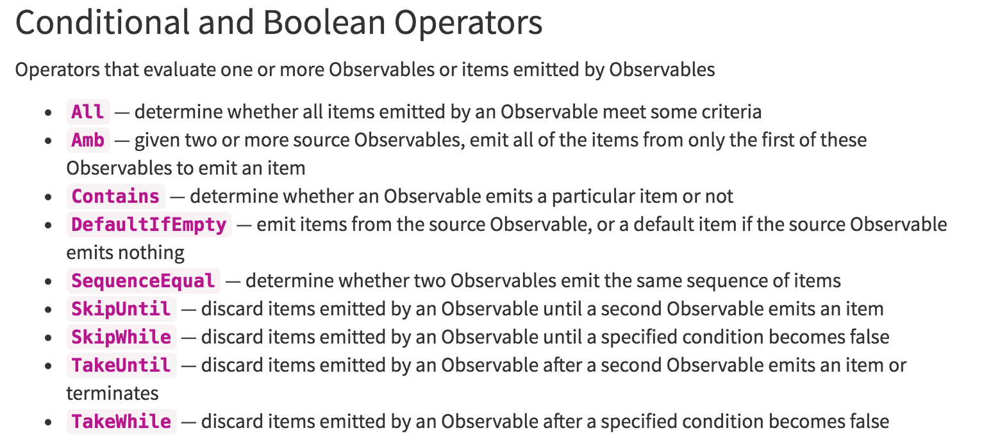 Conditional and Boolean Operators
Operators that evaluate one or more Observables or items emitted by Observables
• All — determine whether all items emitted by an Observable meet some criteria
• Amb — given two or more source Observables, emit all of the items from only the first of these
Observables to emit an item
• Contains — determine whether an Observable emits a particular item or not
• DefaultIfEmpty — emit items from the source Observable, or a default item if the source Observable
emits nothing
• SequenceEqual — determine whether two Observables emit the same sequence of items
• SkipUntil — discard items emitted by an Observable until a second Observable emits an item
• SkipWhile — discard items emitted by an Observable until a specified condition becomes false
• TakeUntil — discard items emitted by an Observable after a second Observable emits an item or
terminates
• TakeWhile — discard items emitted by an Observable after a specified condition becomes false